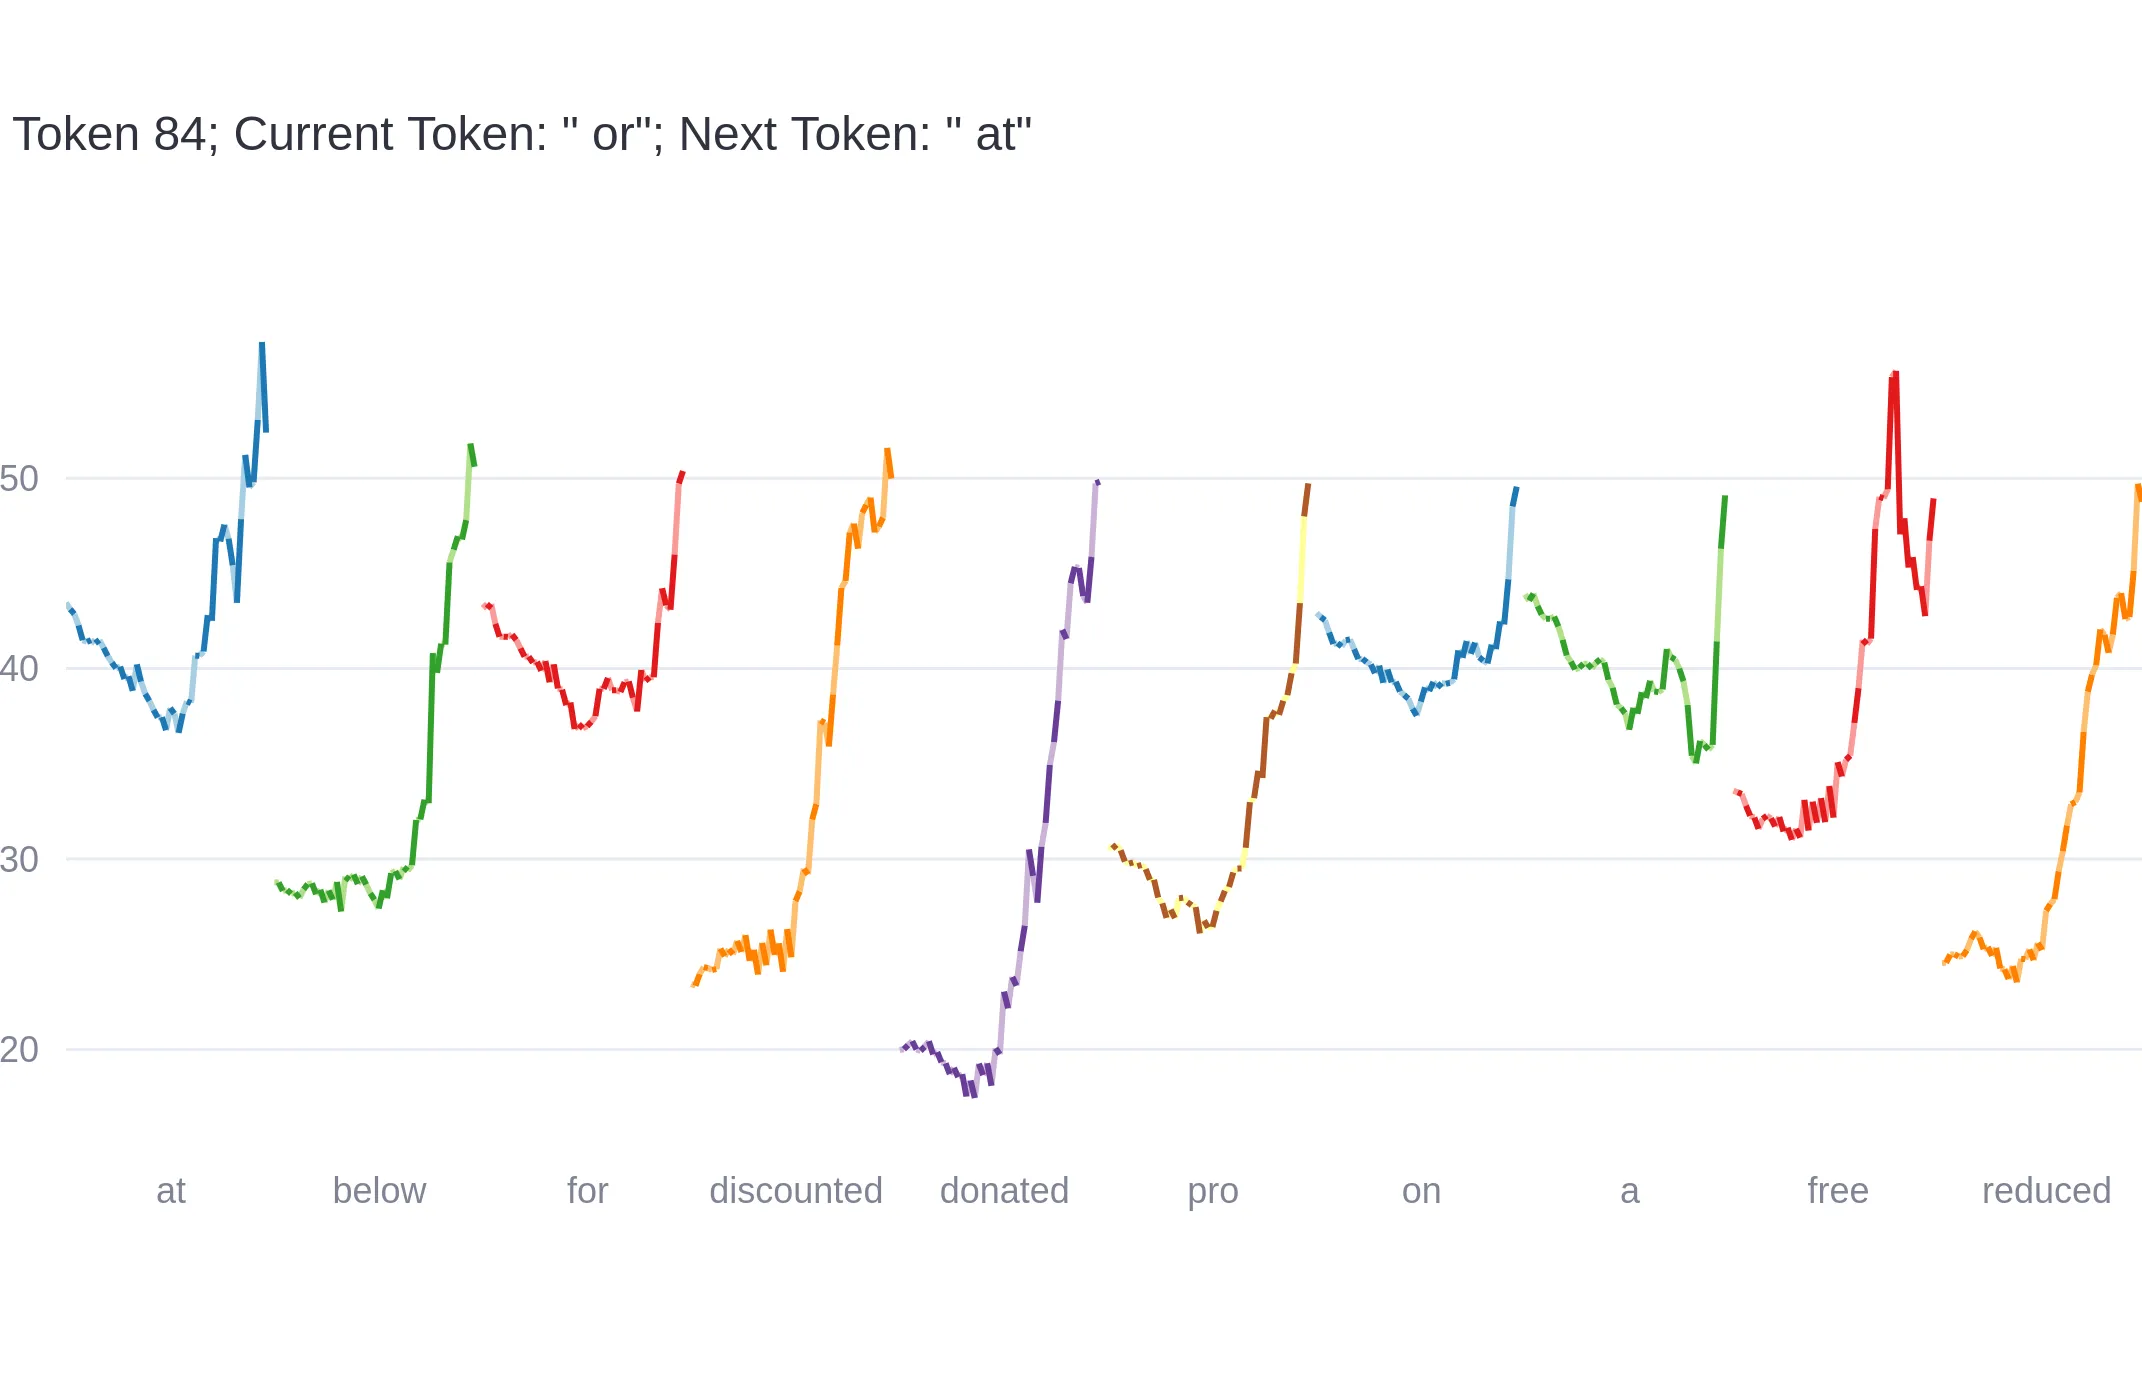 Token 84; Current Token: " or"; Next Token: " at"
50
40
30
20
at below for discounted donated pro on a free reduced